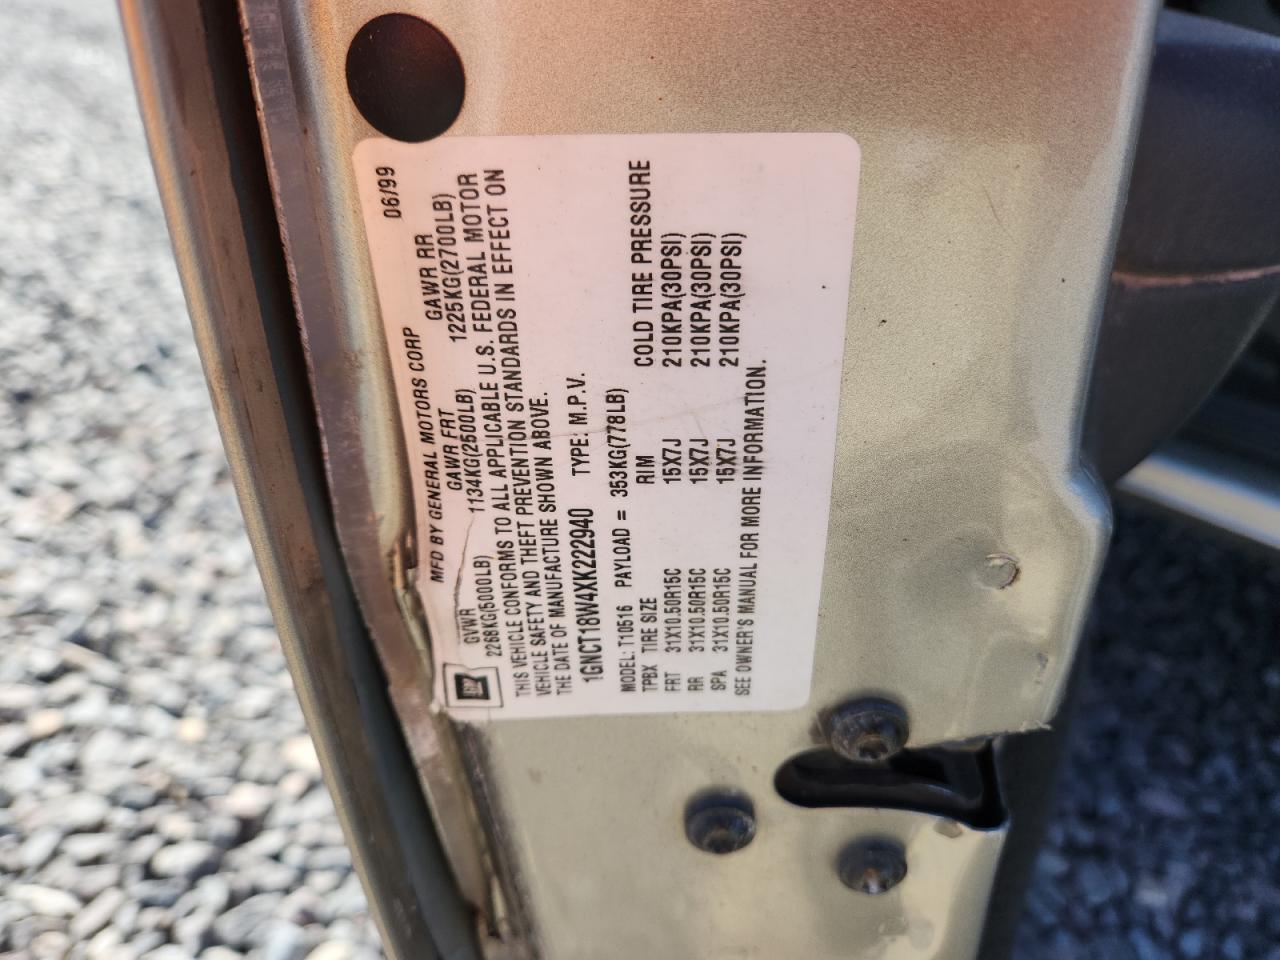 MFD BY GENERAL MOTORS CORP 06/99
GVWR GAWR FRT GAWR RR
2268KG(5000LB) 1134KG(2500LB) 1225KG(2700LB)
THIS VEHICLE CONFORMS TO ALL APPLICABLE U.S. FEDERAL MOTOR
VEHICLE SAFETY AND THEFT PREVENTION STANDARDS IN EFFECT ON
THE DATE OF MANUFACTURE SHOWN ABOVE.
1GNCT18W4XK222940 TYPE: M.P.V.
MODEL: T10516 PAYLOAD = 353KG(778LB)
TPBX TIRE SIZE RIM COLD TIRE PRESSURE
FRT 31X10.50R15C 15X7J 210KPA(30PSI)
RR 31X10.50R15C 15X7J 210KPA(30PSI)
SPA 31X10.50R15C 15X7J 210KPA(30PSI)
SEE OWNER'S MANUAL FOR MORE INFORMATION.